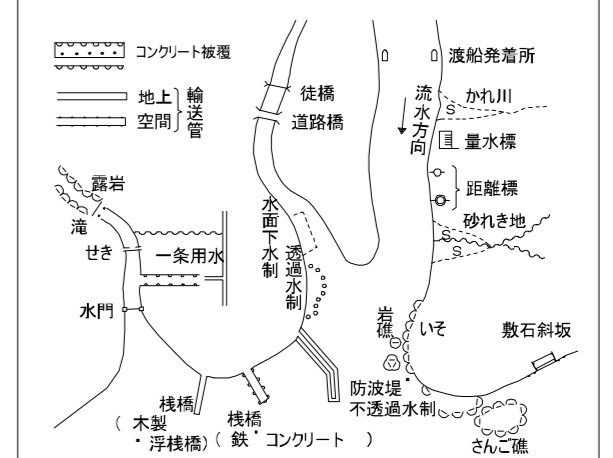 コンクリート被覆
地上
空間
輸送管
渡船発着所
徒橋
道路橋
流水方向
かれ川
S
量水標
距離標
露岩
滝
せき
一条用水
水面下水制
透過水制
砂れき地
S
S
水門
岩礁
いそ
敷石斜坂
防波堤・
不透過水制
桟橋
(木製
・浮桟橋)
桟橋
(鉄・コンクリート)
さんご礁